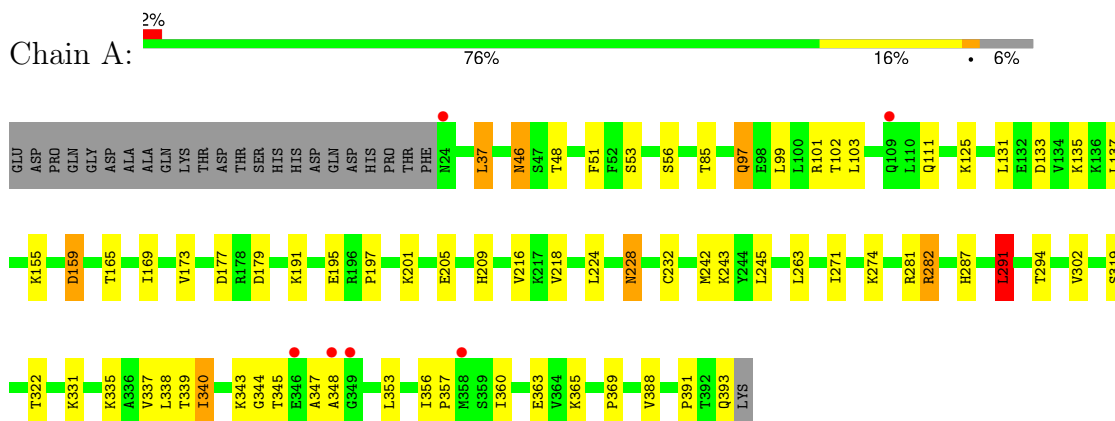 2%
Chain A:
76% 16% • 6%
GLU ASP PRO GLN GLY ASP ALA ALA GLN LYS THR ASP THR SER HIS HIS ASP GLN ASP HIS PRO THR PHE N24 L37 N46 S47 T48 F51 F52 S53 S56 T85 Q97 E98 L99 L100 R101 T102 L103 Q109 L110 Q111 K125 L131 E132 D133 V134 K135 K136 L137
K155 D159 T165 I169 V173 D177 R178 D179 K191 E195 R196 P197 K201 E205 H209 V216 K217 V218 L224 N228 C232 M242 K243 Y244 L245 L263 I271 K274 R281 R282 H287 L291 T294 V302 S319
T322 K331 K335 A336 V337 L338 T339 I340 K343 G344 T345 E346 A347 A348 G349 L353 I356 P357 M358 S359 I360 E363 V364 K365 P369 V388 P391 T392 Q393 LYS